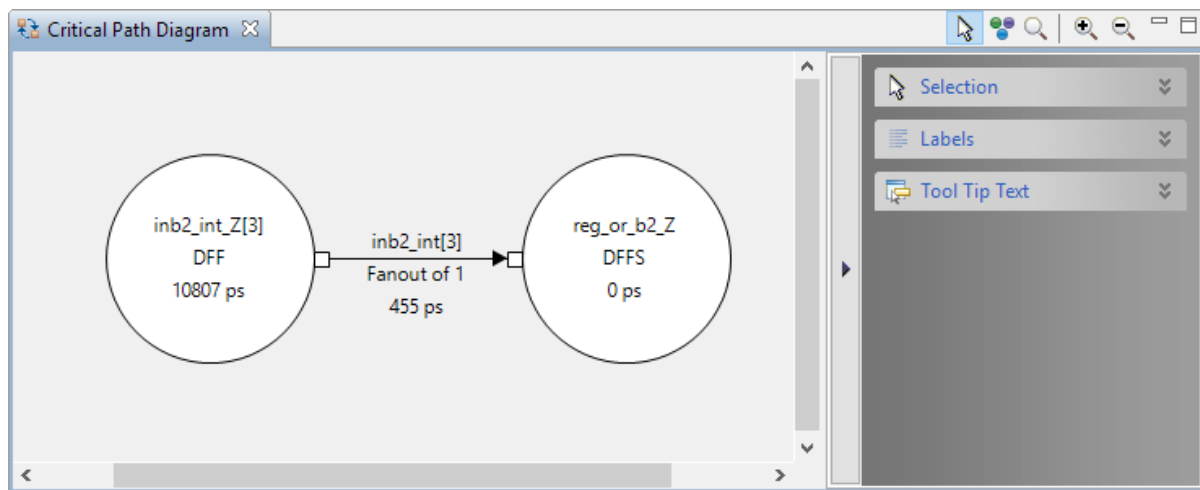 Critical Path Diagram
Selection
Labels
Tool Tip Text
inb2_int_Z[3]
DFF
10807 ps
inb2_int[3]
Fanout of 1
455 ps
reg_or_b2_Z
DFFS
0 ps